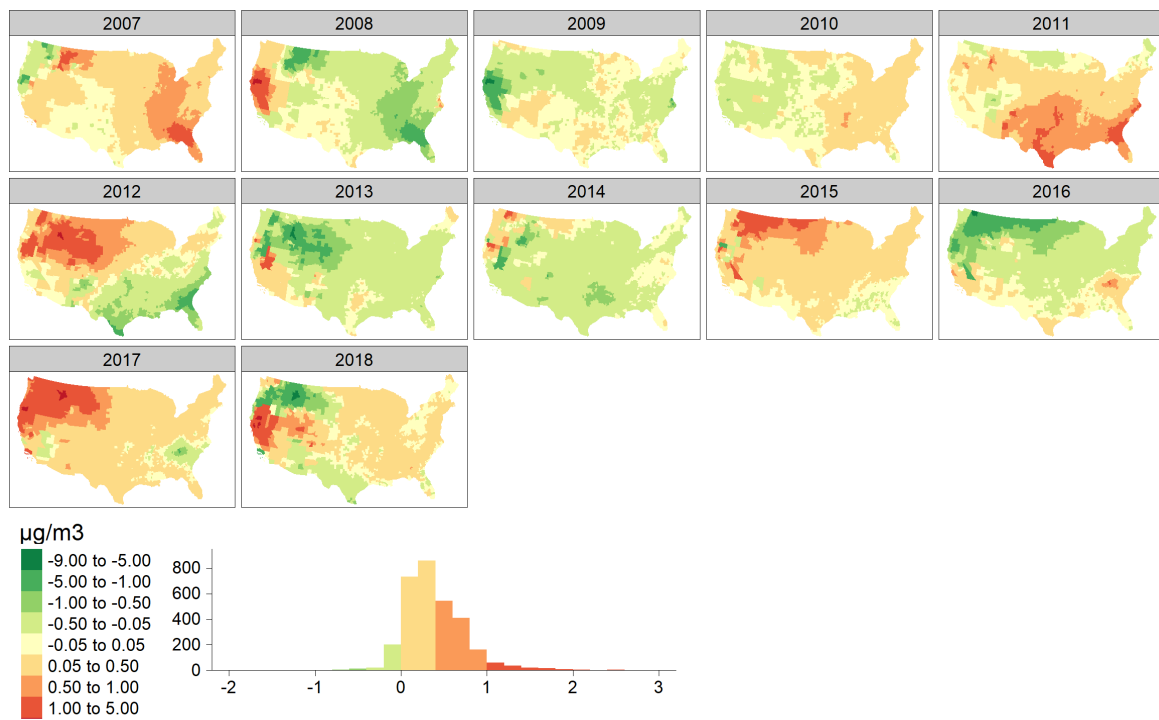 2007 2008 2009 2010 2011
2012 2013 2014 2015 2016
2017 2018
µg/m3
-9.00 to -5.00
-5.00 to -1.00
-1.00 to -0.50
-0.50 to -0.05
-0.05 to 0.05
0.05 to 0.50
0.50 to 1.00
1.00 to 5.00
800
600
400
200
0
-2 -1 0 1 2 3